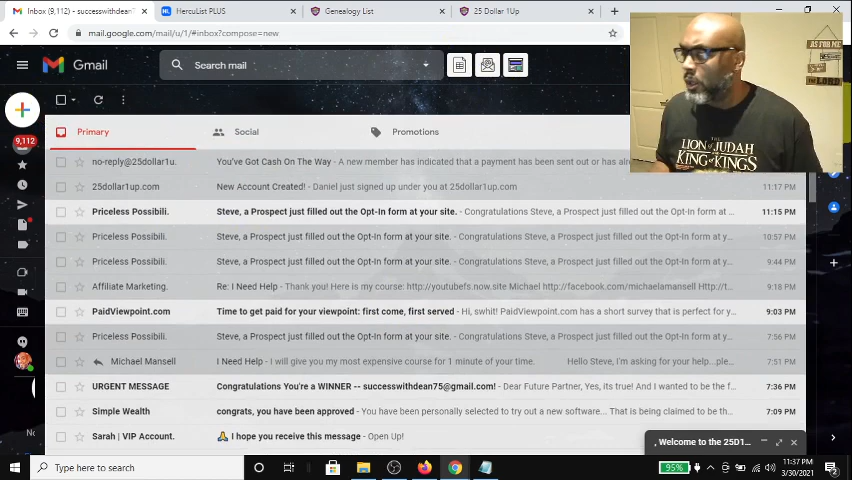 Inbox (9,112) - successwithdean7
HercuList PLUS
Genealogy List
25 Dollar 1Up
mail.google.com/mail/u/1/#inbox?compose=new
Gmail
Search mail
AS FOR ME
THE LORD
THE LION OF JUDAH
KING OF KINGS
9,112
Primary
Social
Promotions
no-reply@25dollar1u.
You've Got Cash On The Way - A new member has indicated that a payment has been sent out or has alr
25dollar1up.com
New Account Created! - Daniel just signed up under you at 25dollar1up.com
11:17 PM
Priceless Possibili.
Steve, a Prospect just filled out the Opt-In form at your site. - Congratulations Steve, a Prospect just filled out the Opt-In form at y...
11:15 PM
Priceless Possibili.
Steve, a Prospect just filled out the Opt-In form at your site. - Congratulations Steve, a Prospect just filled out the Opt-In form at y...
10:57 PM
Priceless Possibili.
Steve, a Prospect just filled out the Opt-In form at your site. - Congratulations Steve, a Prospect just filled out the Opt-In form at y...
9:44 PM
Affiliate Marketing.
Re: I Need Help - Thank you! Here is my course: http://youtubefs.now.site Michael http://facebook.com/michaelamansell Http://t...
9:18 PM
PaidViewpoint.com
Time to get paid for your viewpoint: first come, first served - Hi, swhit! PaidViewpoint.com has a short survey that is perfect for y...
9:03 PM
Priceless Possibili.
Steve, a Prospect just filled out the Opt-In form at your site. - Congratulations Steve, a Prospect just filled out the Opt-In form at y...
7:56 PM
Michael Mansell
I Need Help - I will give you my most expensive course for 1 minute of your time. Hello Steve, I'm asking for your help...ple...
7:51 PM
URGENT MESSAGE
Congratulations You're a WINNER -- successwithdean75@gmail.com! - Dear Future Partner, Yes, its true! And I wanted to be the f...
7:36 PM
Simple Wealth
congrats, you have been approved - You have been personally selected to try out a new software... That is being claimed to be th...
7:09 PM
Sarah | VIP Account.
🙏 I hope you receive this message - Open Up!
No
, Welcome to the 25D1...
Type here to search
95%
11:37 PM
3/30/2021
2